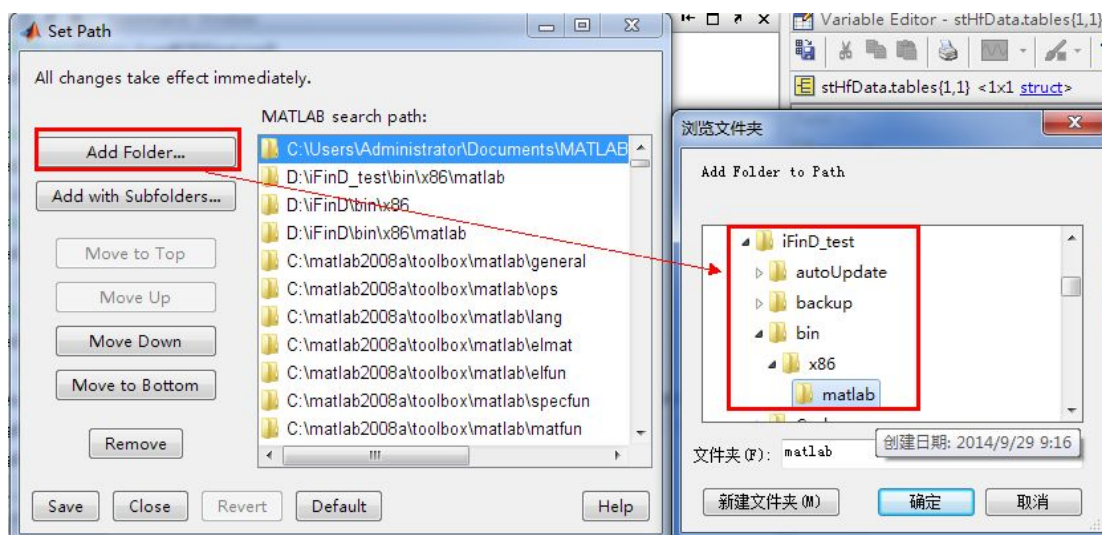 Set Path
All changes take effect immediately.
MATLAB search path:
Add Folder...
Add with Subfolders...
Move to Top
Move Up
Move Down
Move to Bottom
Remove
C:\Users\Administrator\Documents\MATLAB
D:\iFinD_test\bin\x86\matlab
D:\iFinD\bin\x86
D:\iFinD\bin\x86\matlab
C:\matlab2008a\toolbox\matlab\general
C:\matlab2008a\toolbox\matlab\ops
C:\matlab2008a\toolbox\matlab\lang
C:\matlab2008a\toolbox\matlab\elmat
C:\matlab2008a\toolbox\matlab\elfun
C:\matlab2008a\toolbox\matlab\specfun
C:\matlab2008a\toolbox\matlab\matfun
Save Close Revert Default Help
Variable Editor - stHfData.tables{1,1}
stHfData.tables{1,1} <1x1 struct>
浏览文件夹
Add Folder to Path
iFinD_test
autoUpdate
backup
bin
x86
matlab
文件夹(F): matlab
创建日期: 2014/9/29 9:16
新建文件夹(M) 确定 取消